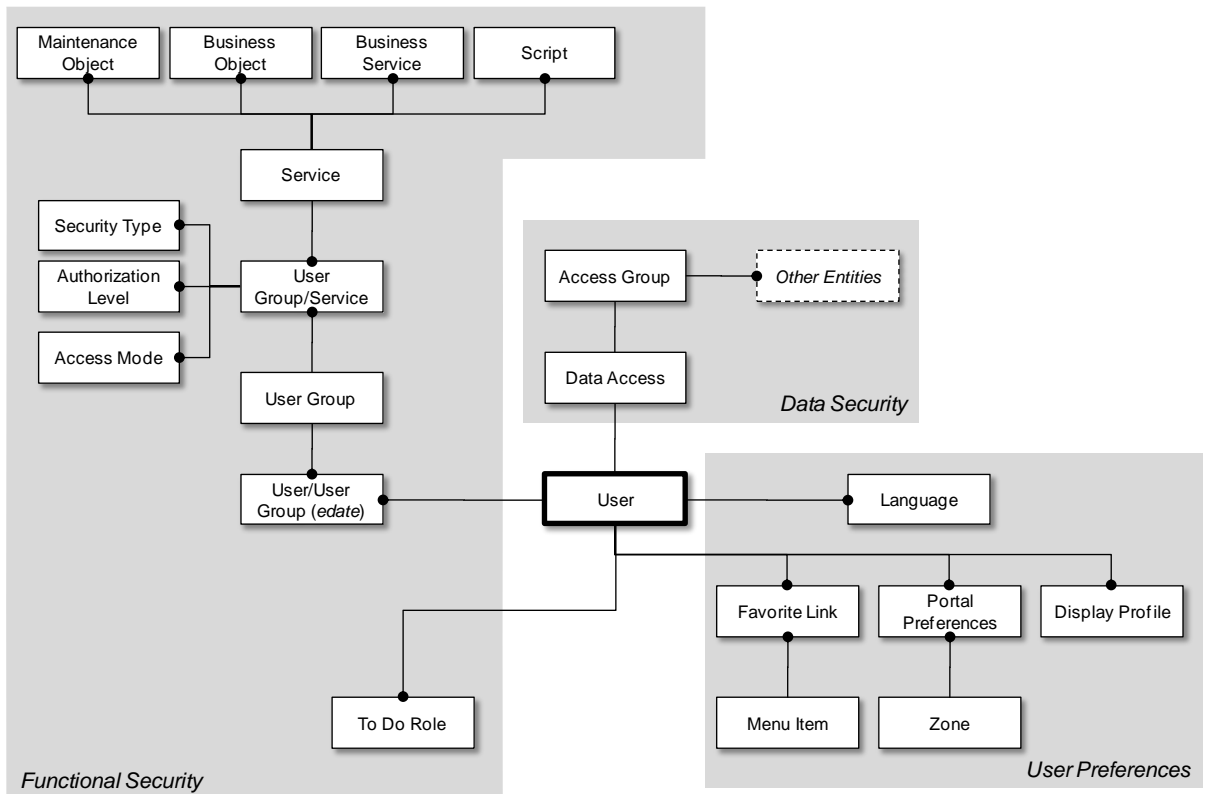 Maintenance
Object
Business
Object
Business
Service
Script
Service
Security Type
Authorization
Level
Access Mode
User
Group/Service
User Group
User/User
Group (edate)
To Do Role
Functional Security
Access Group
Other Entities
Data Access
Data Security
User
Language
Favorite Link
Portal
Preferences
Display Profile
Menu Item
Zone
User Preferences